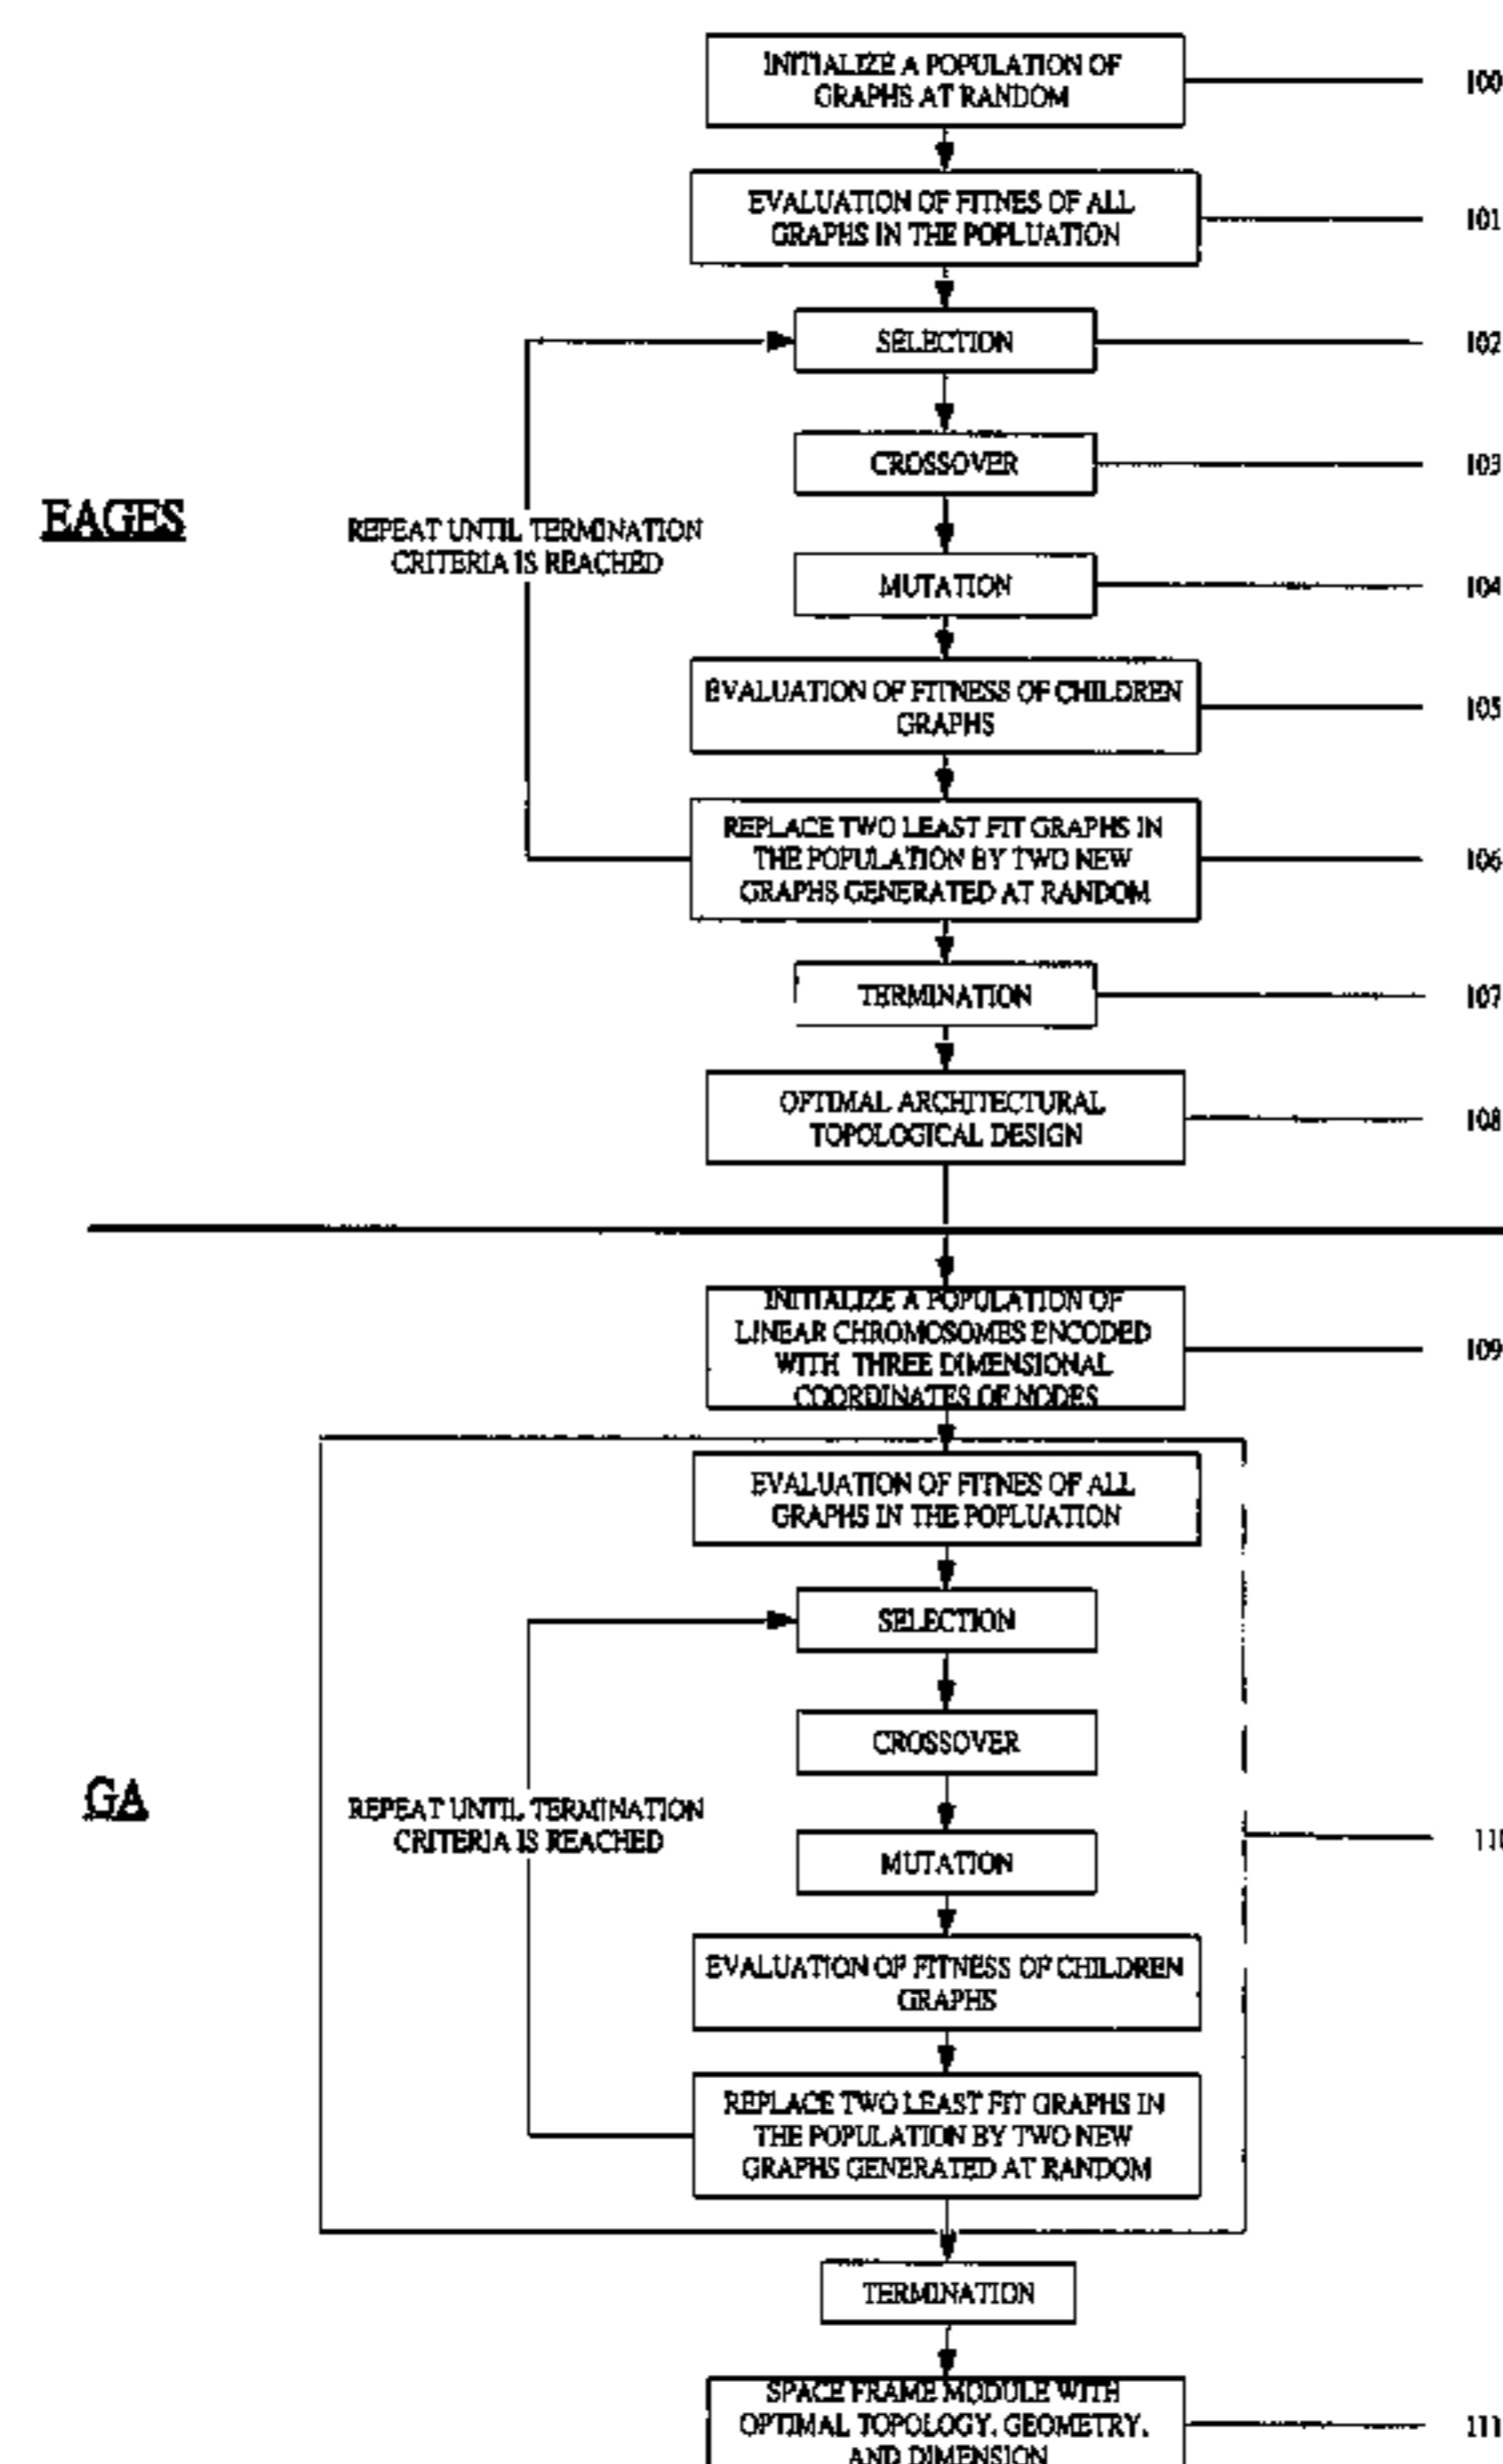 INITIALIZE A POPULATION OF
GRAPHS AT RANDOM
100
EVALUATION OF FITNES OF ALL
GRAPHS IN THE POPLUATION
101
SELECTION
102
CROSSOVER
103
EAGES
REPEAT UNTIL TERMINATION
CRITERIA IS REACHED
MUTATION
104
EVALUATION OF FITNESS OF CHILDREN
GRAPHS
105
REPLACE TWO LEAST FIT GRAPHS IN
THE POPULATION BY TWO NEW
GRAPHS GENERATED AT RANDOM
106
TERMINATION
107
OPTIMAL ARCHITECTURAL
TOPOLOGICAL DESIGN
108
INITIALIZE A POPULATION OF
LINEAR CHROMOSOMES ENCODED
WITH THREE DIMENSIONAL
COORDINATES OF NODES
109
EVALUATION OF FITNES OF ALL
GRAPHS IN THE POPLUATION
SELECTION
CROSSOVER
GA
REPEAT UNTIL TERMINATION
CRITERIA IS REACHED
110
MUTATION
EVALUATION OF FITNESS OF CHILDREN
GRAPHS
REPLACE TWO LEAST FIT GRAPHS IN
THE POPULATION BY TWO NEW
GRAPHS GENERATED AT RANDOM
TERMINATION
SPACE FRAME MODULE WITH
OPTIMAL TOPOLOGY, GEOMETRY,
AND DIMENSION
111